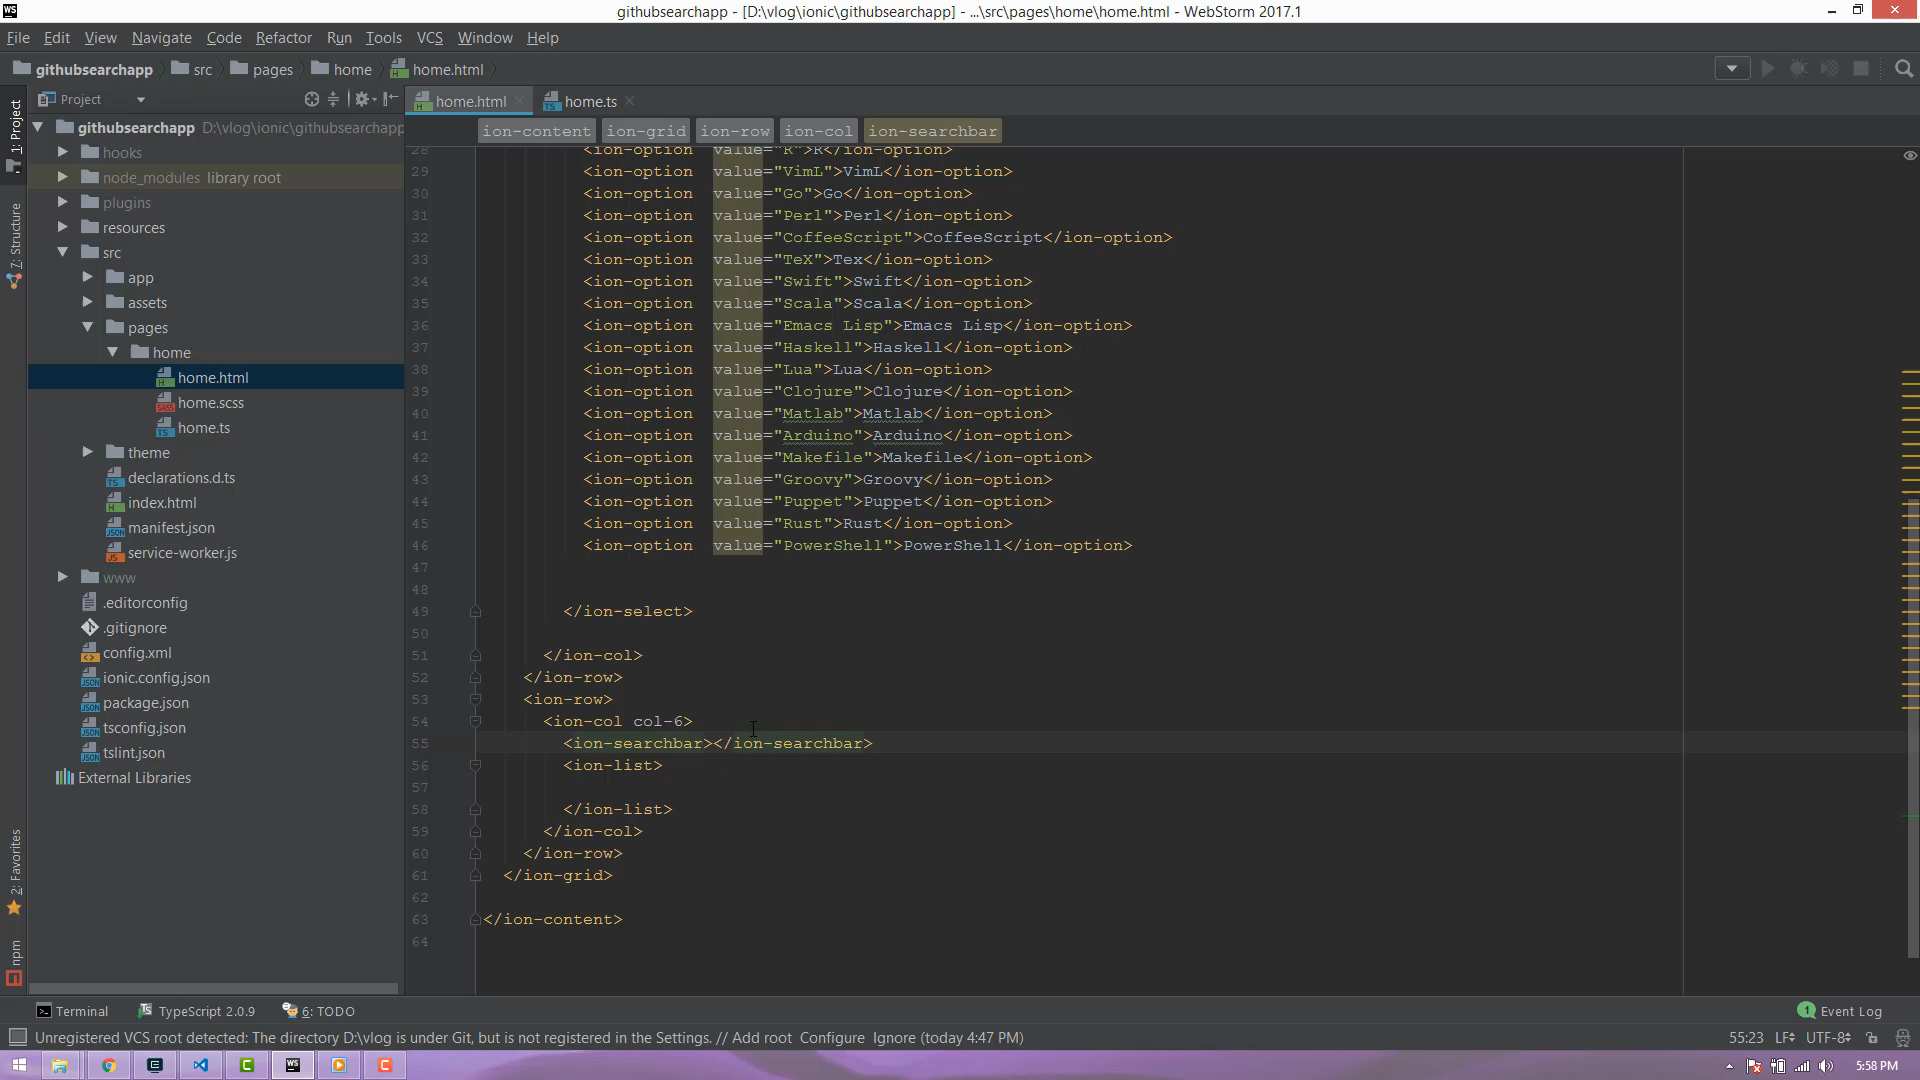 githubsearchapp - [D:\vlog\ionic\githubsearchapp] - ...\src\pages\home\home.html - WebStorm 2017.1
File Edit View Navigate Code Refactor Run Tools VCS Window Help
githubsearchapp src pages home home.html
Project
home.html home.ts
ion-content ion-grid ion-row ion-col ion-searchbar
1: Project
7: Structure
2: Favorites
npm
githubsearchapp D:\vlog\ionic\githubsearchapp
hooks
node_modules library root
plugins
resources
src
app
assets
pages
home
home.html
home.scss
home.ts
theme
declarations.d.ts
index.html
manifest.json
service-worker.js
www
.editorconfig
.gitignore
config.xml
ionic.config.json
package.json
tsconfig.json
tslint.json
External Libraries
28 <ion-option value="R">R</ion-option>
29 <ion-option value="VimL">VimL</ion-option>
30 <ion-option value="Go">Go</ion-option>
31 <ion-option value="Perl">Perl</ion-option>
32 <ion-option value="CoffeeScript">CoffeeScript</ion-option>
33 <ion-option value="TeX">Tex</ion-option>
34 <ion-option value="Swift">Swift</ion-option>
35 <ion-option value="Scala">Scala</ion-option>
36 <ion-option value="Emacs Lisp">Emacs Lisp</ion-option>
37 <ion-option value="Haskell">Haskell</ion-option>
38 <ion-option value="Lua">Lua</ion-option>
39 <ion-option value="Clojure">Clojure</ion-option>
40 <ion-option value="Matlab">Matlab</ion-option>
41 <ion-option value="Arduino">Arduino</ion-option>
42 <ion-option value="Makefile">Makefile</ion-option>
43 <ion-option value="Groovy">Groovy</ion-option>
44 <ion-option value="Puppet">Puppet</ion-option>
45 <ion-option value="Rust">Rust</ion-option>
46 <ion-option value="PowerShell">PowerShell</ion-option>
47
48
49 </ion-select>
50
51 </ion-col>
52 </ion-row>
53 <ion-row>
54 <ion-col col-6>
55 <ion-searchbar></ion-searchbar>
56 <ion-list>
57
58 </ion-list>
59 </ion-col>
60 </ion-row>
61 </ion-grid>
62
63 </ion-content>
64
Terminal TypeScript 2.0.9 6: TODO 1 Event Log
Unregistered VCS root detected: The directory D:\vlog is under Git, but is not registered in the Settings. // Add root Configure Ignore (today 4:47 PM) 55:23 LF UTF-8
5:58 PM